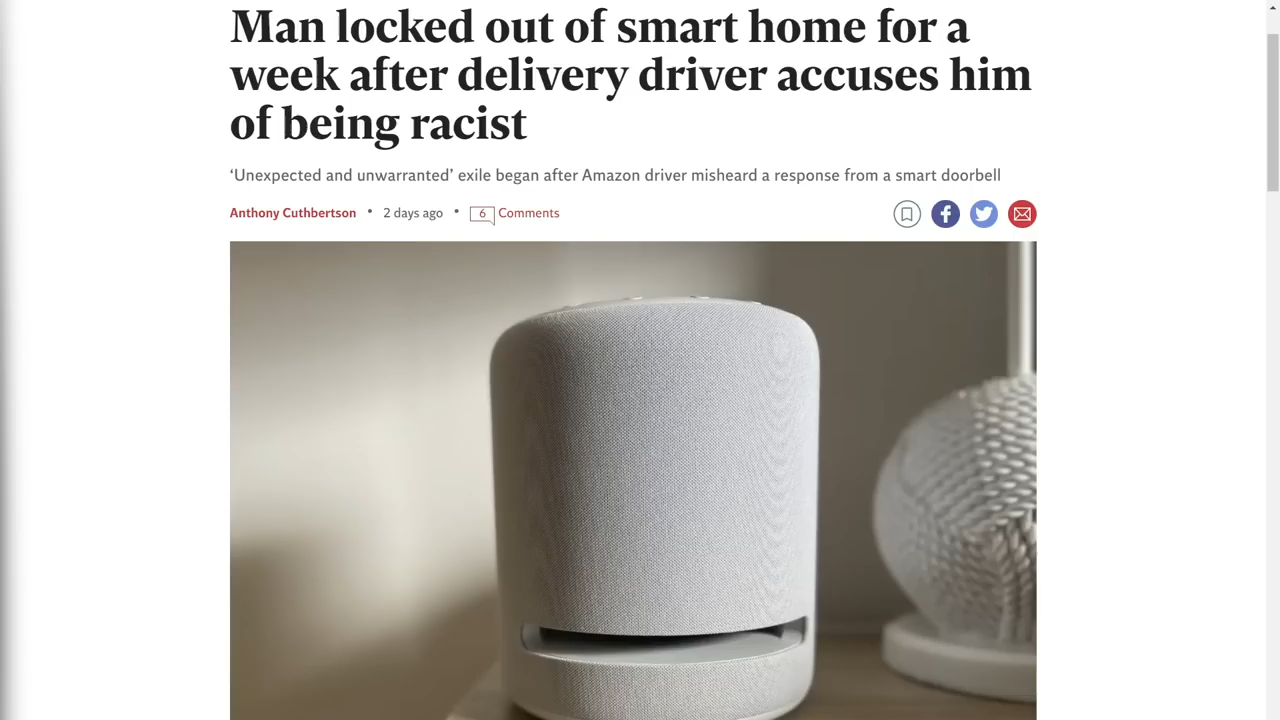 Man locked out of smart home for a
week after delivery driver accuses him
of being racist
‘Unexpected and unwarranted’ exile began after Amazon driver misheard a response from a smart doorbell
Anthony Cuthbertson • 2 days ago • 6 Comments